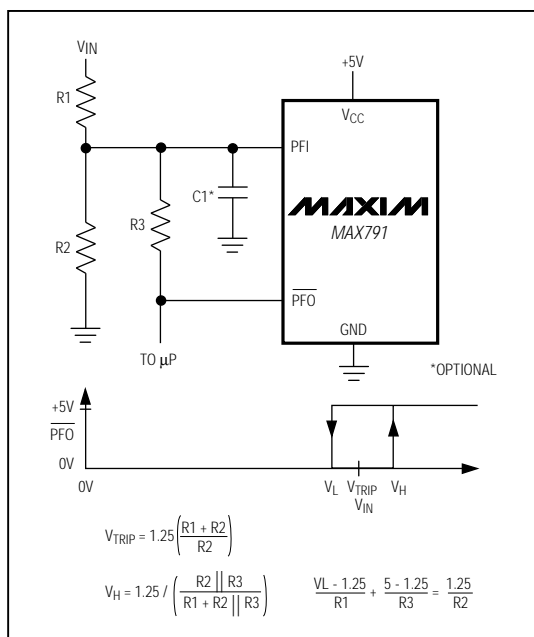 VIN
+5V
R1
VCC
PFI
C1*
R3
R2
MAXIM
MAX791
PFO
GND
TO µP
*OPTIONAL
+5V
PFO
0V
0V
VL
VTRIP
VH
VIN
VTRIP = 1.25 (R1 + R2 / R2)
VH = 1.25 / (R2 || R3 / R1 + R2 || R3)
VL - 1.25 / R1 + 5 - 1.25 / R3 = 1.25 / R2